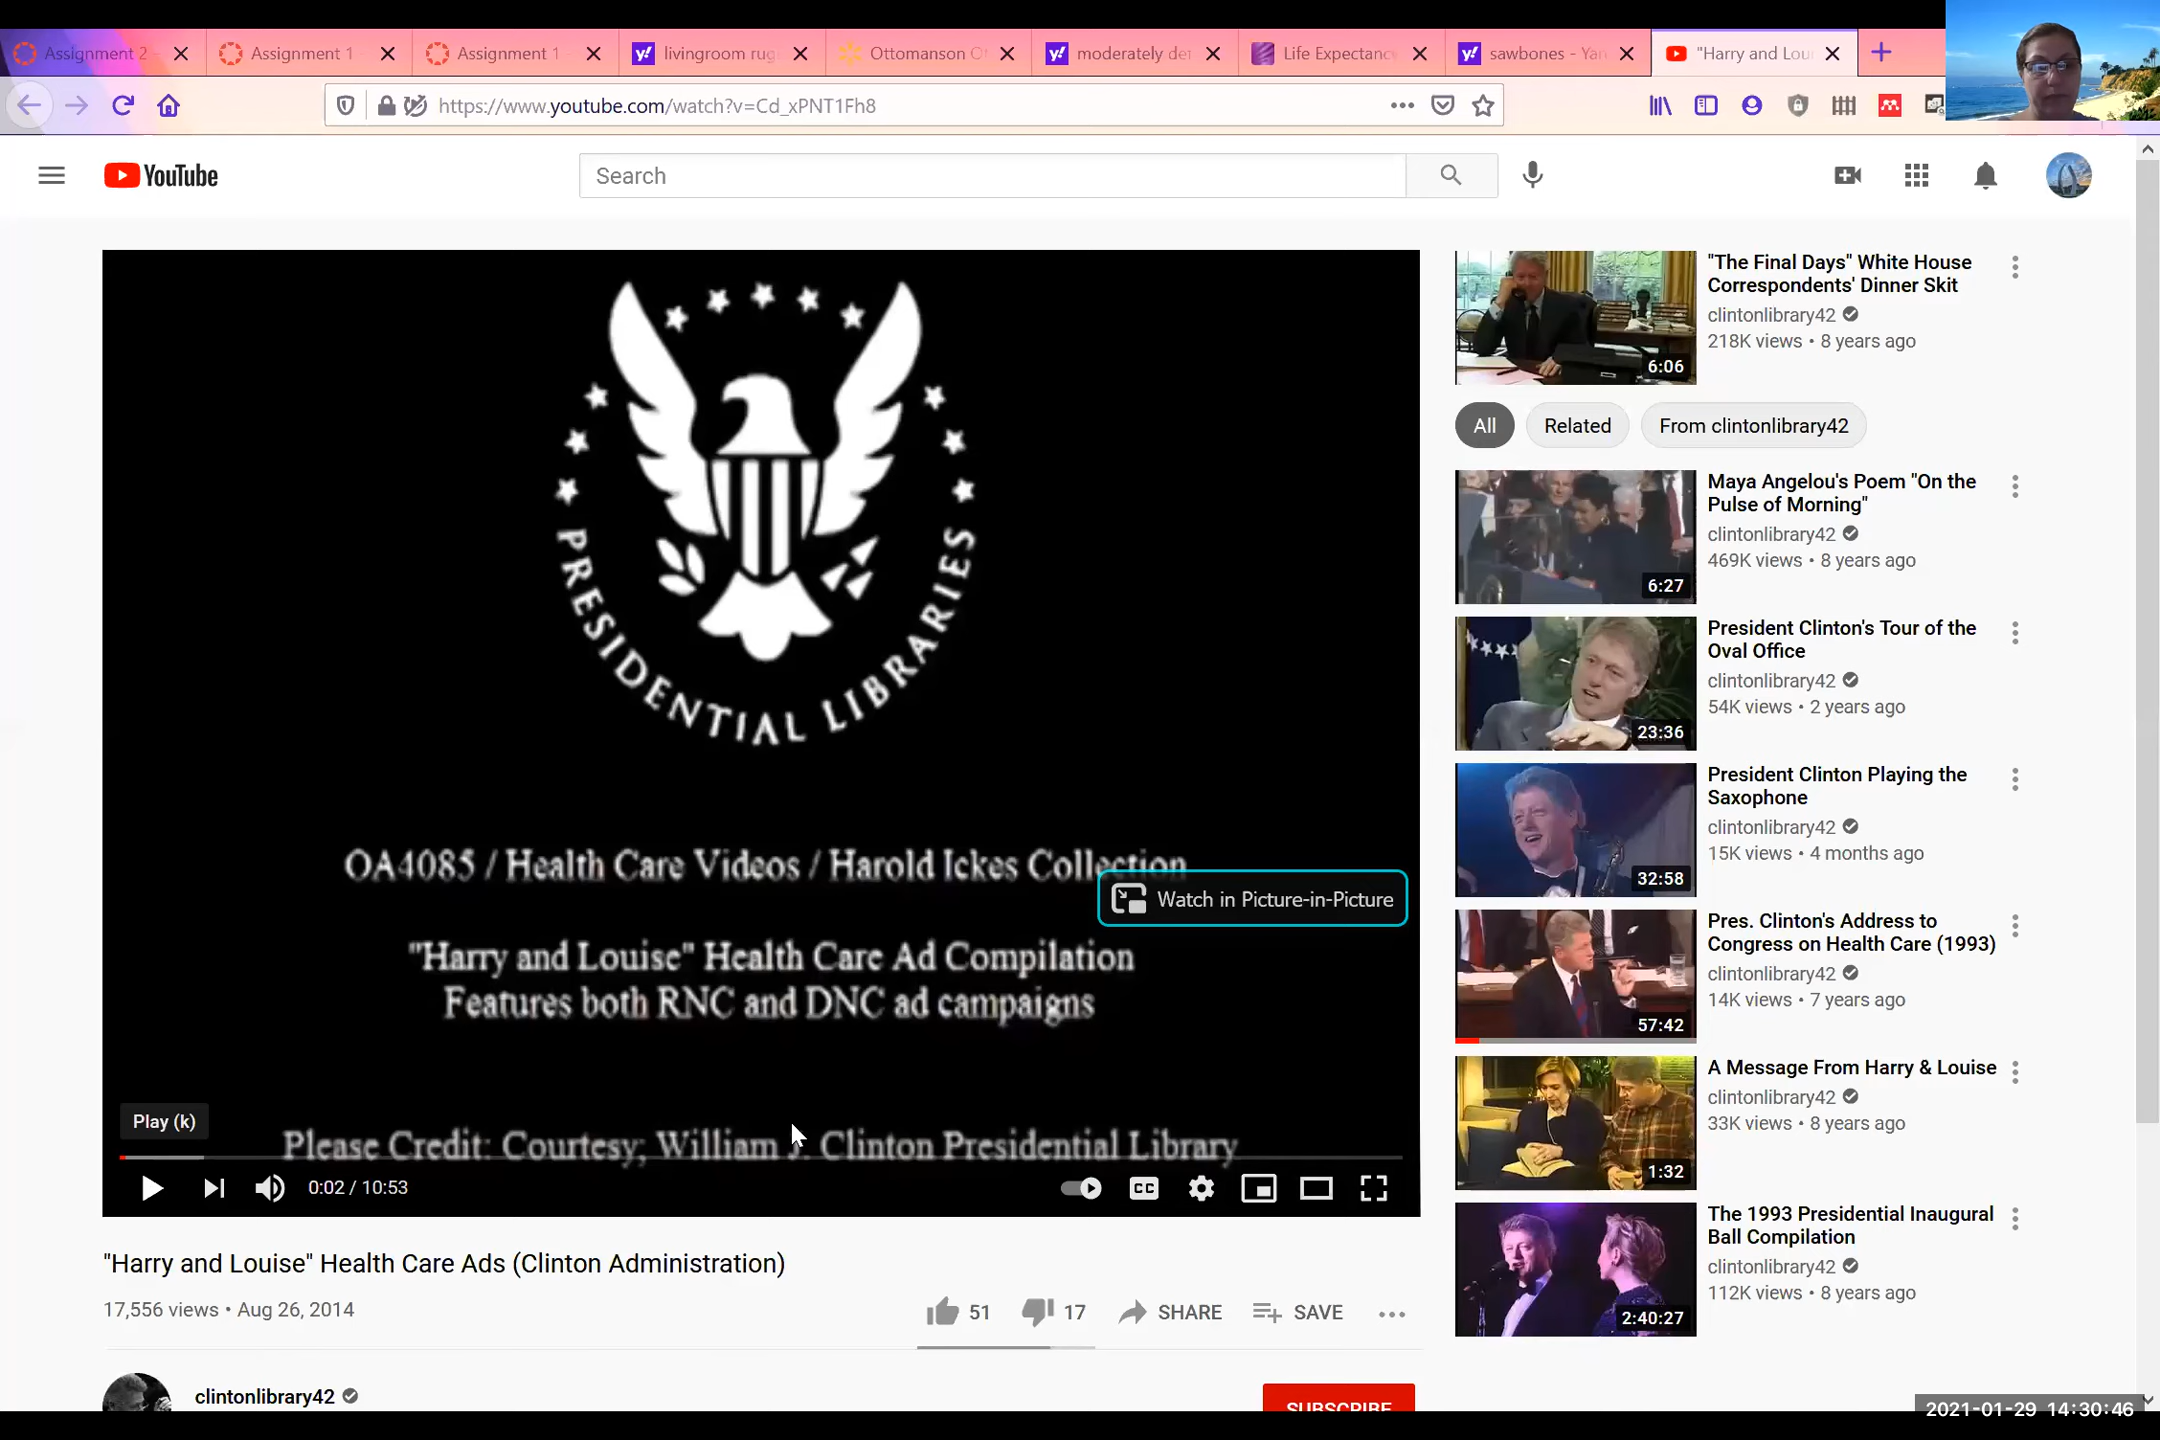 Assignment 2 -
Assignment 1 -
Assignment 1 -
livingroom rug
Ottomanson O
moderately def
Life Expectanc
sawbones - Yah
"Harry and Lou
https://www.youtube.com/watch?v=Cd_xPNT1Fh8
YouTube
Search
PRESIDENTIAL LIBRARIES
OA4085 / Health Care Videos / Harold Ickes Collection
Watch in Picture-in-Picture
"Harry and Louise" Health Care Ad Compilation
Features both RNC and DNC ad campaigns
Play (k)
Please Credit: Courtesy; William J. Clinton Presidential Library
0:02 / 10:53
CC
"Harry and Louise" Health Care Ads (Clinton Administration)
17,556 views • Aug 26, 2014
51
17
SHARE
SAVE
clintonlibrary42
SUBSCRIBE
"The Final Days" White House
Correspondents' Dinner Skit
clintonlibrary42
218K views • 8 years ago
6:06
All
Related
From clintonlibrary42
Maya Angelou's Poem "On the
Pulse of Morning"
clintonlibrary42
469K views • 8 years ago
6:27
President Clinton's Tour of the
Oval Office
clintonlibrary42
54K views • 2 years ago
23:36
President Clinton Playing the
Saxophone
clintonlibrary42
15K views • 4 months ago
32:58
Pres. Clinton's Address to
Congress on Health Care (1993)
clintonlibrary42
14K views • 7 years ago
57:42
A Message From Harry & Louise
clintonlibrary42
33K views • 8 years ago
1:32
The 1993 Presidential Inaugural
Ball Compilation
clintonlibrary42
112K views • 8 years ago
2:40:27
2021-01-29 14:30:46